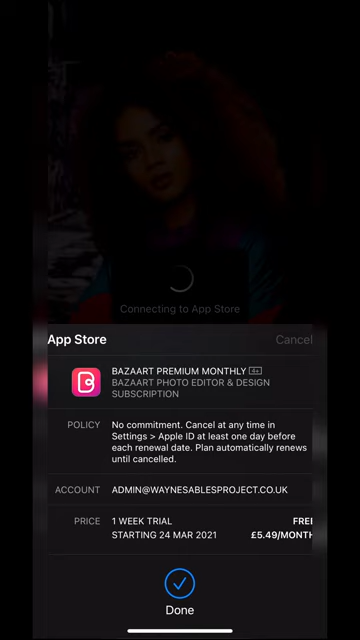 Connecting to App Store
App Store
Cancel
BAZAART PREMIUM MONTHLY 4+
BAZAART PHOTO EDITOR & DESIGN
SUBSCRIPTION
POLICY
No commitment. Cancel at any time in
Settings > Apple ID at least one day before
each renewal date. Plan automatically renews
until cancelled.
ACCOUNT
ADMIN@WAYNESABLESPROJECT.CO.UK
PRICE
1 WEEK TRIAL
FREE
STARTING 24 MAR 2021
£5.49/MONTH
Done